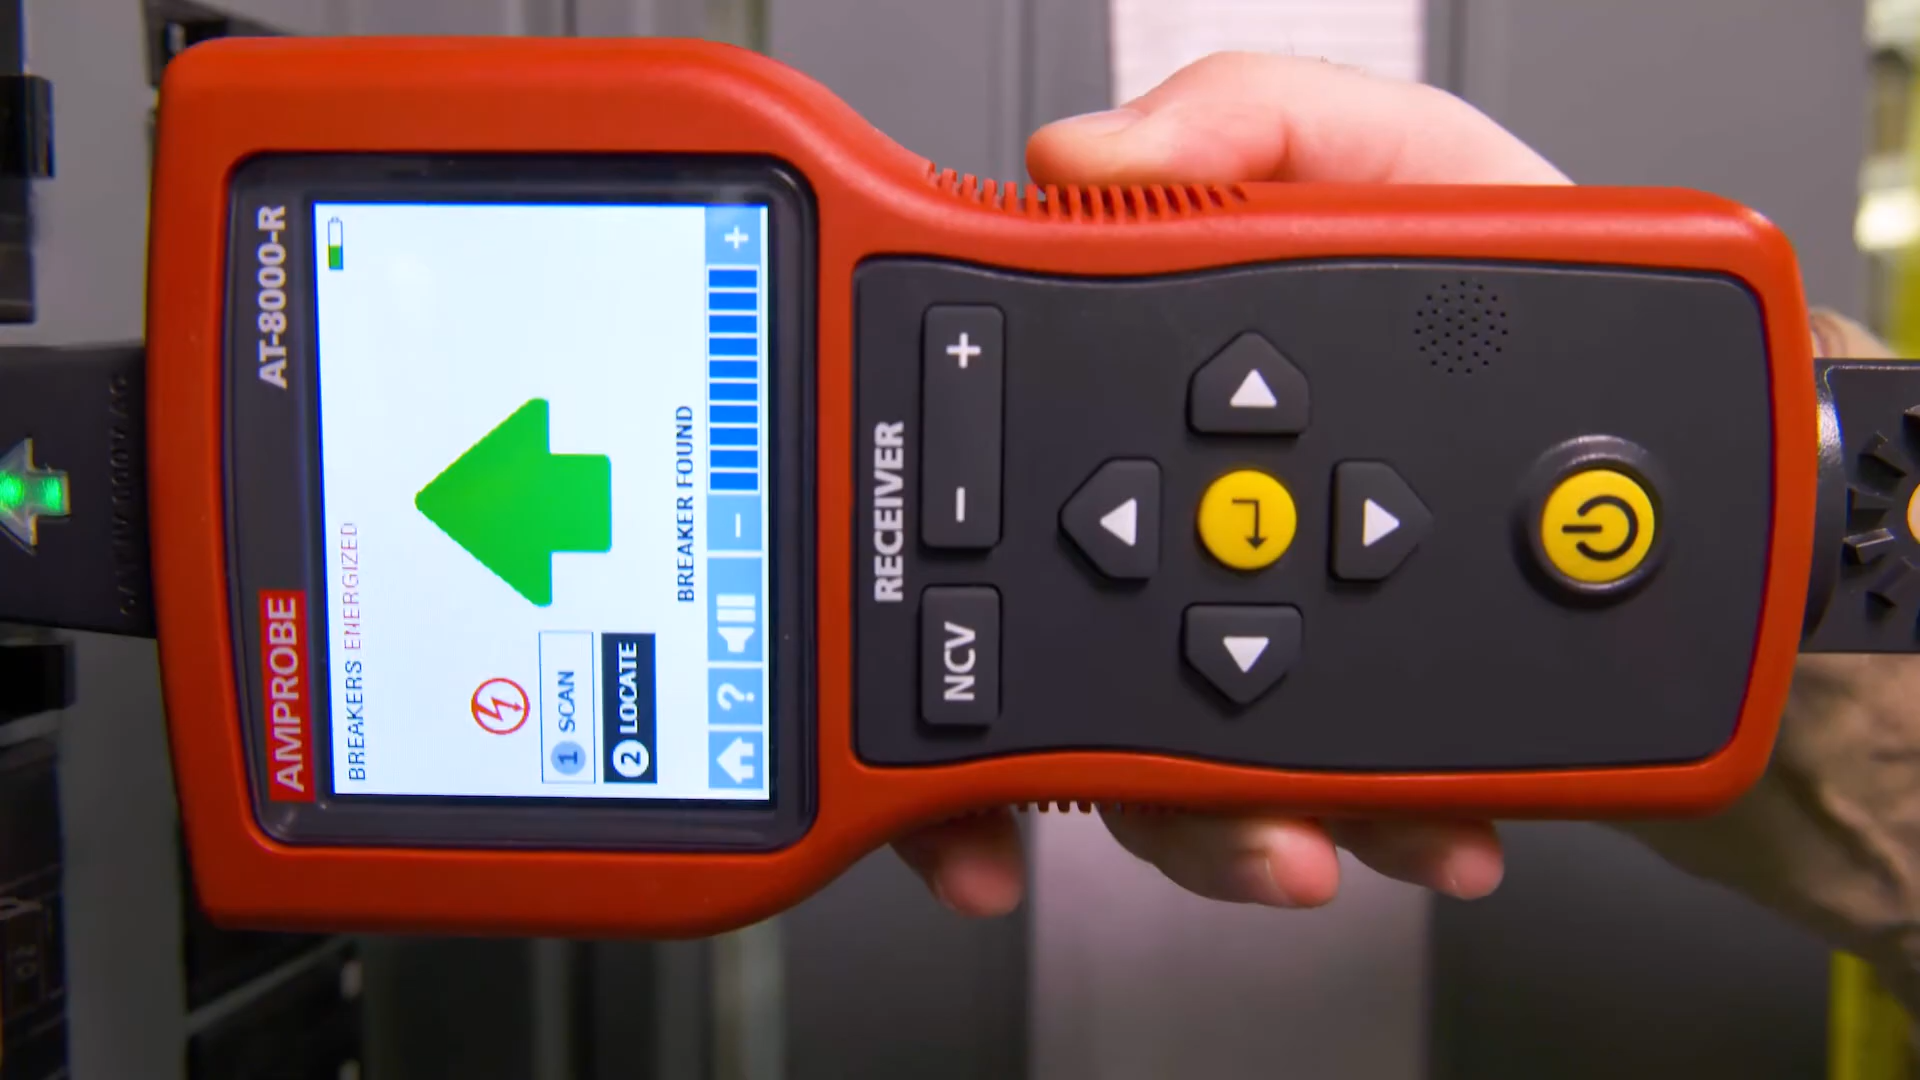 AMPROBE AT-8000-R
BREAKERS ENERGIZED
1 SCAN
2 LOCATE
BREAKER FOUND
? - +
RECEIVER
NCV - +